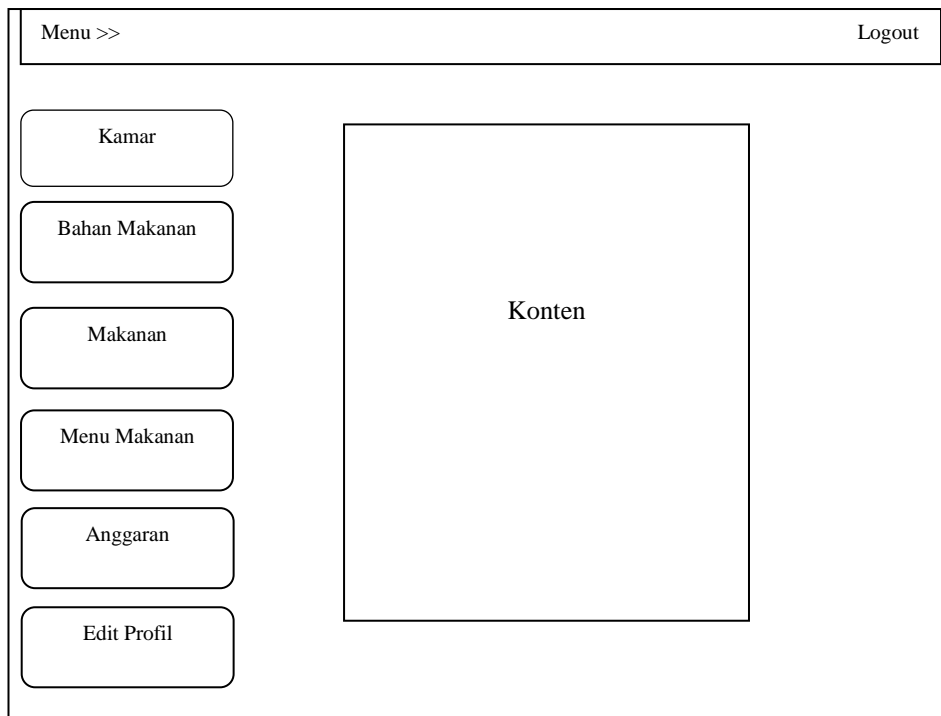 Menu >>
Logout
Kamar
Bahan Makanan
Makanan
Menu Makanan
Anggaran
Edit Profil
Konten